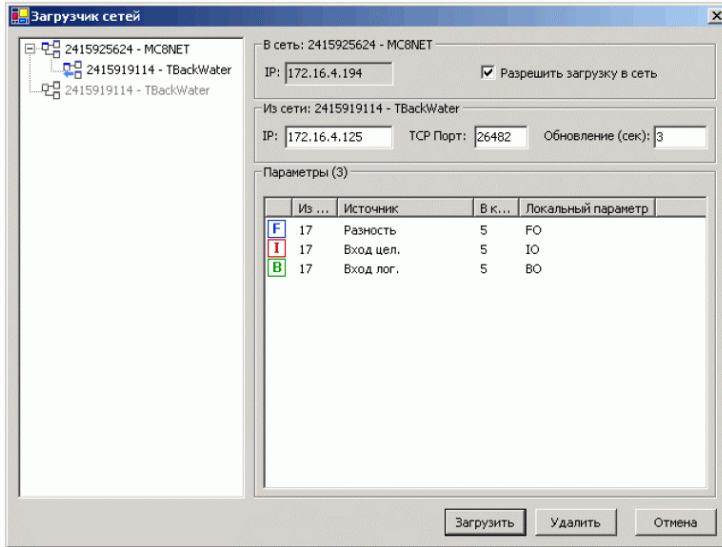 Загрузчик сетей
2415925624 - MC8NET
2415919114 - TBackWater
2415919114 - TBackWater
В сеть: 2415925624 - MC8NET
IP: 172.16.4.194 Разрешить загрузку в сеть
Из сети: 2415919114 - TBackWater
IP: 172.16.4.125 TCP Порт: 26482 Обновление (сек): 3
Параметры (3)
Из ... Источник В к... Локальный параметр
F 17 Разность 5 FO
I 17 Вход цел. 5 IO
B 17 Вход лог. 5 BO
Загрузить Удалить Отмена